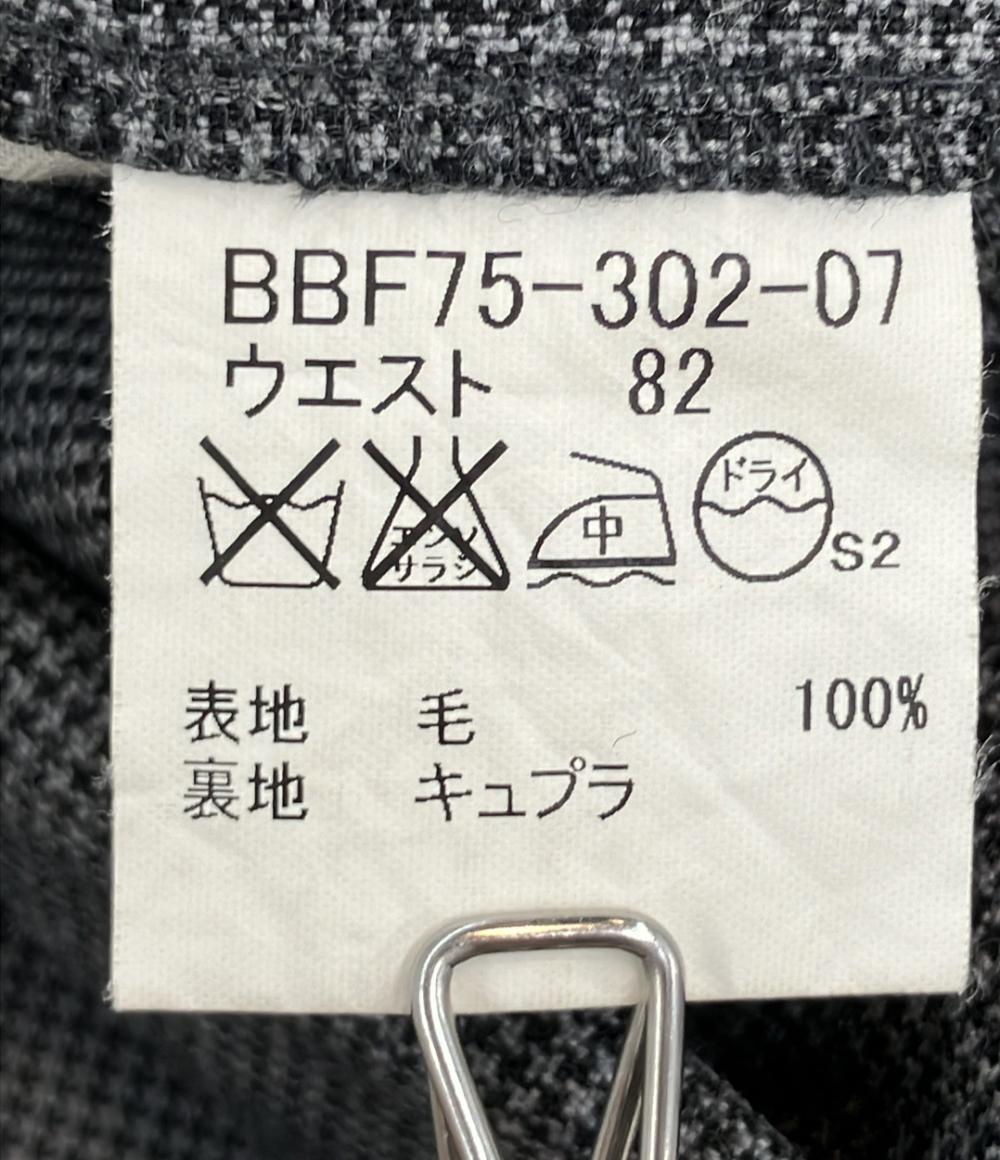 BBF75-302-07
ウエスト 82
エンソ
サラシ
中
ドライ
S2
表地 毛 100%
裏地 キュプラ